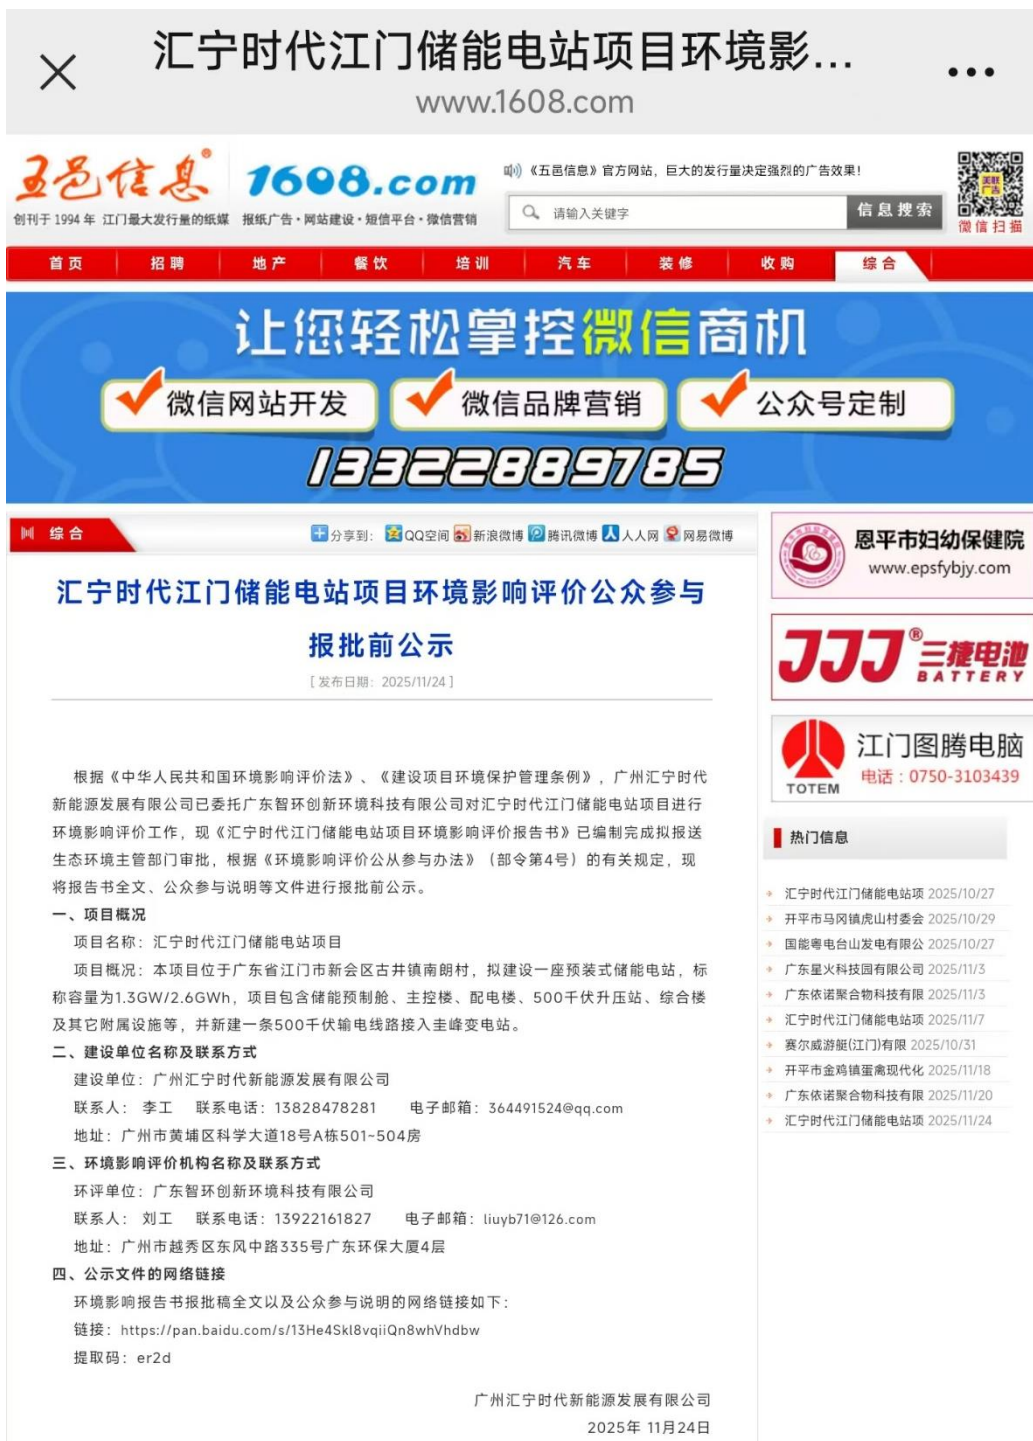 汇宁时代江门储能电站项目环境影...
www.1608.com
五邑信息®
创刊于 1994 年 江门最大发行量的纸媒
1608.com
报纸广告・网站建设・短信平台・微信营销
《五邑信息》官方网站，巨大的发行量决定强烈的广告效果！
请输入关键字
信息搜索
美联广告
微信扫描
首页 招聘 地产 餐饮 培训 汽车 装修 收购 综合
让您轻松掌控微信商机
微信网站开发 微信品牌营销 公众号定制
13322889785
综合
分享到： QQ空间 新浪微博 腾讯微博 人人网 网易微博
汇宁时代江门储能电站项目环境影响评价公众参与
报批前公示
[ 发布日期：2025/11/24 ]
根据《中华人民共和国环境影响评价法》、《建设项目环境保护管理条例》，广州汇宁时代
新能源发展有限公司已委托广东智环创新环境科技有限公司对汇宁时代江门储能电站项目进行
环境影响评价工作，现《汇宁时代江门储能电站项目环境影响评价报告书》已编制完成拟报送
生态环境主管部门审批，根据《环境影响评价公从参与办法》（部令第4号）的有关规定，现
将报告书全文、公众参与说明等文件进行报批前公示。
一、项目概况
项目名称：汇宁时代江门储能电站项目
项目概况：本项目位于广东省江门市新会区古井镇南朗村，拟建设一座预装式储能电站，标
称容量为1.3GW/2.6GWh，项目包含储能预制舱、主控楼、配电楼、500千伏升压站、综合楼
及其它附属设施等，并新建一条500千伏输电线路接入圭峰变电站。
二、建设单位名称及联系方式
建设单位：广州汇宁时代新能源发展有限公司
联系人： 李工 联系电话：13828478281 电子邮箱：364491524@qq.com
地址：广州市黄埔区科学大道18号A栋501~504房
三、环境影响评价机构名称及联系方式
环评单位：广东智环创新环境科技有限公司
联系人： 刘工 联系电话：13922161827 电子邮箱：liuyb71@126.com
地址：广州市越秀区东风中路335号广东环保大厦4层
四、公示文件的网络链接
环境影响报告书报批稿全文以及公众参与说明的网络链接如下：
链接：https://pan.baidu.com/s/13He4Skl8vqiiQn8whVhdbw
提取码：er2d
广州汇宁时代新能源发展有限公司
2025年 11月24日
恩平市妇幼保健院
www.epsfybjy.com
JJJ®三捷电池
BATTERY
TOTEM
江门图腾电脑
电话：0750-3103439
热门信息
汇宁时代江门储能电站项 2025/10/27
开平市马冈镇虎山村委会 2025/10/29
国能粤电台山发电有限公 2025/10/27
广东星火科技园有限公司 2025/11/3
广东依诺聚合物科技有限 2025/11/3
汇宁时代江门储能电站项 2025/11/7
赛尔威游艇(江门)有限 2025/10/31
开平市金鸡镇蛋禽现代化 2025/11/18
广东依诺聚合物科技有限 2025/11/20
汇宁时代江门储能电站项 2025/11/24